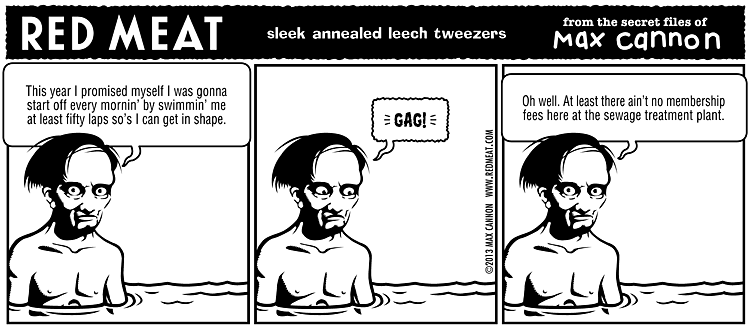 RED MEAT
sleek annealed leech tweezers
from the secret files of
Max Cannon
This year I promised myself I was gonna
start off every mornin' by swimmin' me
at least fifty laps so's I can get in shape.
GAG!
©2013 MAX CANNON WWW.REDMEAT.COM
Oh well. At least there ain't no membership
fees here at the sewage treatment plant.